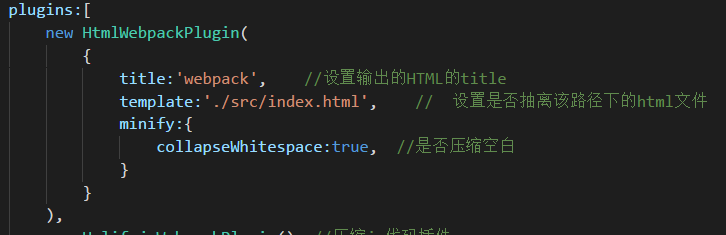 plugins:[
new HtmlWebpackPlugin(
{
title:'webpack', //设置输出的HTML的title
template:'./src/index.html', // 设置是否抽离该路径下的html文件
minify:{
collapseWhitespace:true, //是否压缩空白
}
}
),